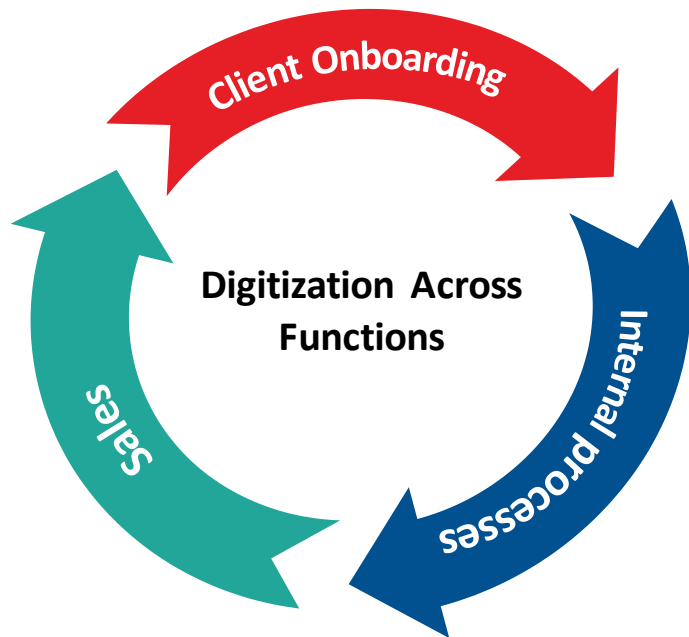 Client Onboarding
Digitization Across
Functions
Internal processes
Sales